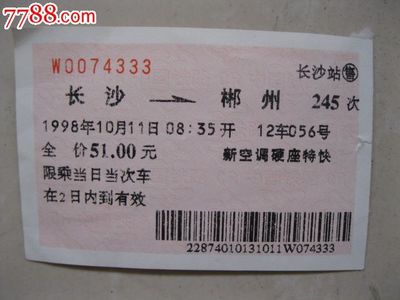 7788.com
W0074333
长沙站售
长沙 → 郴州 245次
1998年10月11日08:35开 12车056号
全价51.00元 新空调硬座特快
限乘当日当次车
在2日内到有效
22874010131011W074333